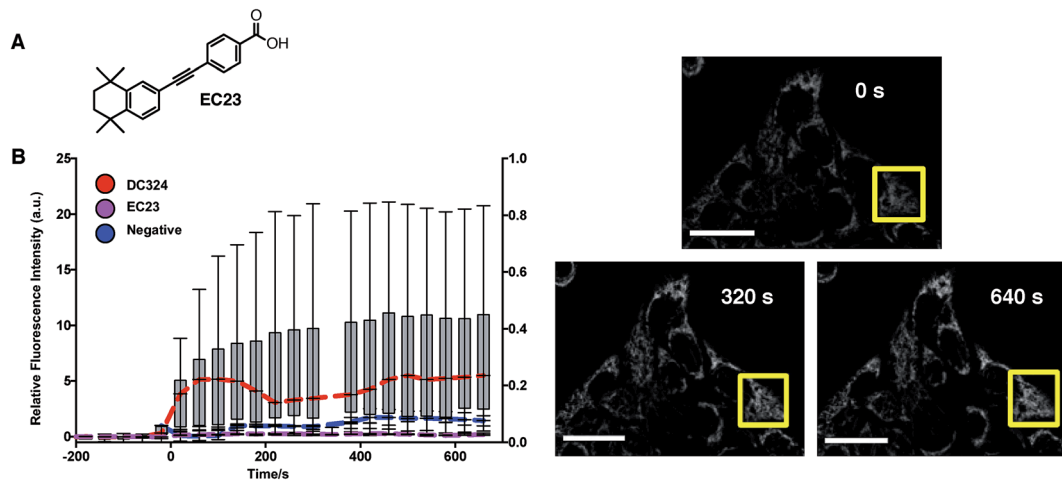 A
O
OH
EC23
B
Relative Fluorescence Intensity (a.u.)
25
20
15
10
5
0
DC324
EC23
Negative
1.0
0.8
0.6
0.4
0.2
0.0
-200
0
200
400
600
Time/s
0 s
320 s
640 s